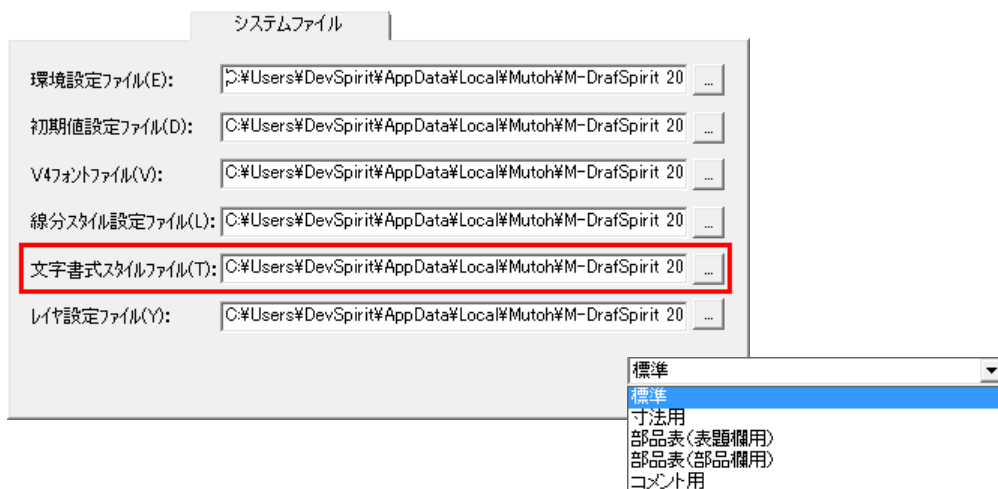 システムファイル
環境設定ファイル(E): C:¥Users¥DevSpirit¥AppData¥Local¥Mutoh¥M-DrafSpirit 20 ...
初期値設定ファイル(D): C:¥Users¥DevSpirit¥AppData¥Local¥Mutoh¥M-DrafSpirit 20 ...
V4フォントファイル(V): C:¥Users¥DevSpirit¥AppData¥Local¥Mutoh¥M-DrafSpirit 20 ...
線分スタイル設定ファイル(L): C:¥Users¥DevSpirit¥AppData¥Local¥Mutoh¥M-DrafSpirit 20 ...
文字書式スタイルファイル(T): C:¥Users¥DevSpirit¥AppData¥Local¥Mutoh¥M-DrafSpirit 20 ...
レイヤ設定ファイル(Y): C:¥Users¥DevSpirit¥AppData¥Local¥Mutoh¥M-DrafSpirit 20 ...
標準
標準
寸法用
部品表(表題欄用)
部品表(部品欄用)
コメント用